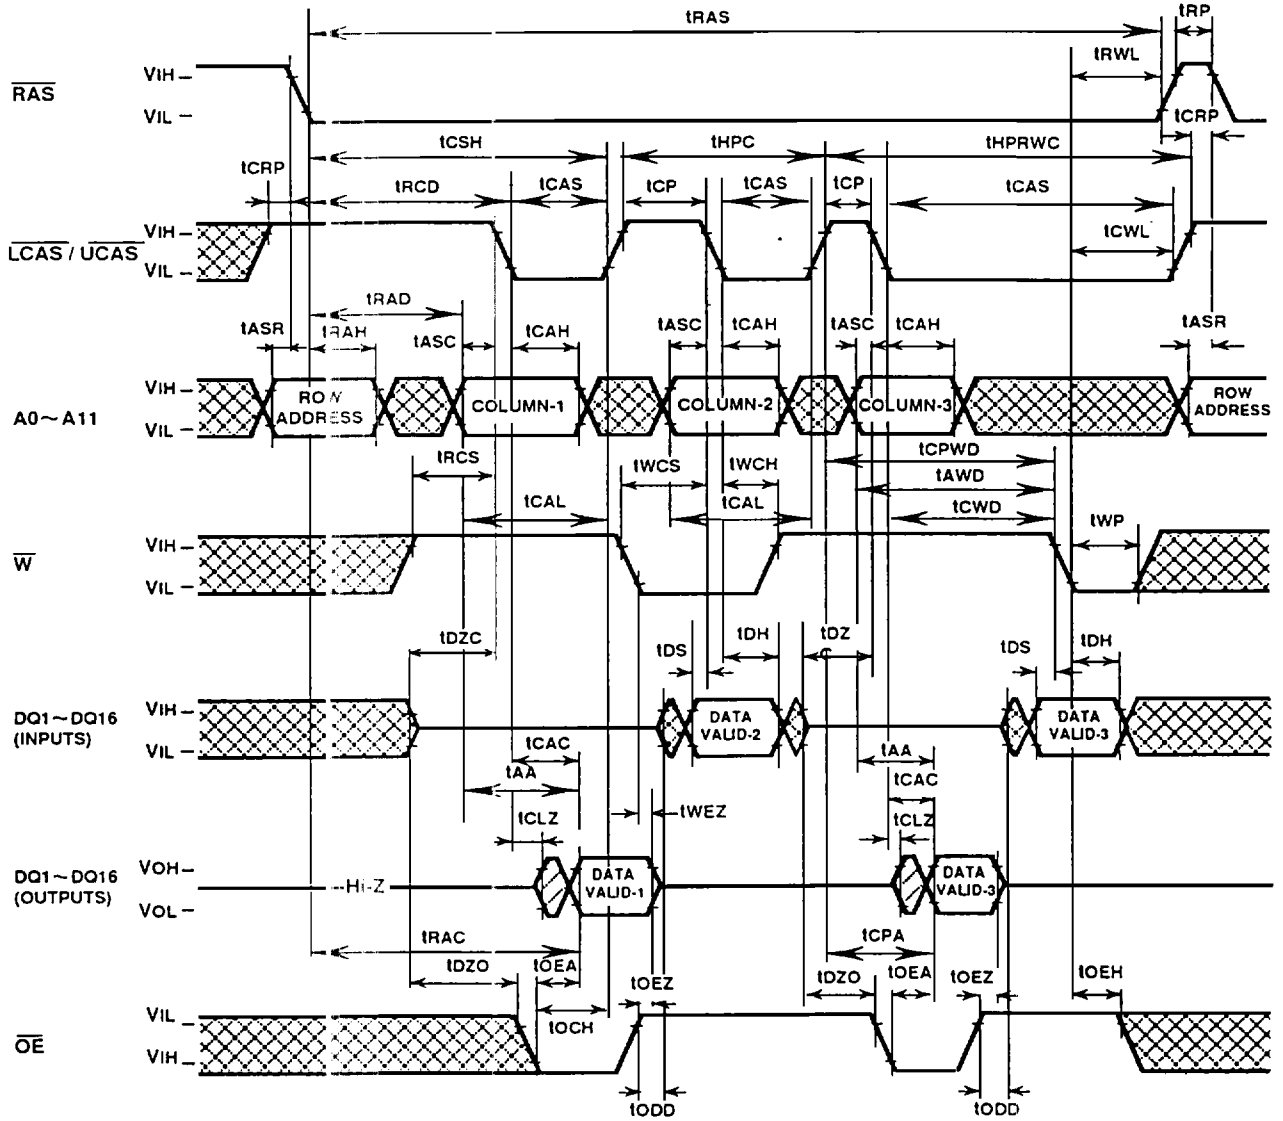 tRAS
tRP
tRWL
RAS
VIH
VIL
tCRP
tCSH
tHPC
tHPRWC
tCRP
tRCD
tCAS
tCP
tCAS
tCP
tCAS
tCWL
LCAS / UCAS
VIH
VIL
tRAD
tASR
tRAH
tASC
tCAH
tASC
tCAH
tASC
tCAH
tASR
A0~A11
VIH
VIL
ROW
ADDRESS
COLUMN-1
COLUMN-2
COLUMN-3
ROW
ADDRESS
tRCS
tWCS
tWCH
tCPWD
tAWD
tCAL
tCAL
tCWD
tWP
W
VIH
VIL
tDZC
tDS
tDH
tDZC
tDS
tDH
DQ1~DQ16
(INPUTS)
VIH
VIL
DATA
VALID-2
DATA
VALID-3
tCAC
tAA
tCLZ
tWEZ
tAA
tCAC
tCLZ
DQ1~DQ16
(OUTPUTS)
VOH
VOL
Hi-Z
DATA
VALID-1
DATA
VALID-3
tRAC
tCPA
tDZO
tOEA
tOEZ
tDZO
tOEA
tOEZ
tOEH
tOCH
OE
VIL
VIH
tODD
tODD